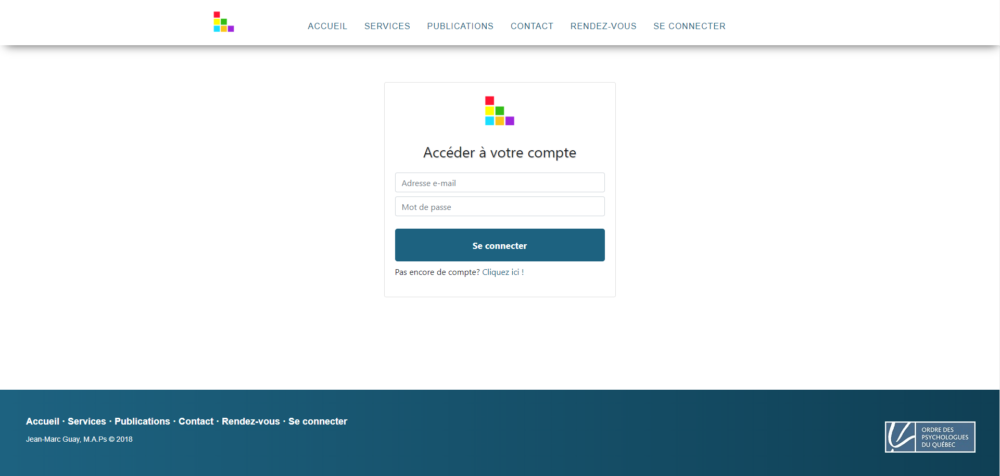 ACCUEIL SERVICES PUBLICATIONS CONTACT RENDEZ-VOUS SE CONNECTER
Accéder à votre compte
Adresse e-mail
Mot de passe
Se connecter
Pas encore de compte? Cliquez ici !
Accueil · Services · Publications · Contact · Rendez-vous · Se connecter
Jean-Marc Guay, M.A.Ps © 2018
ORDRE DES
PSYCHOLOGUES
DU QUÉBEC